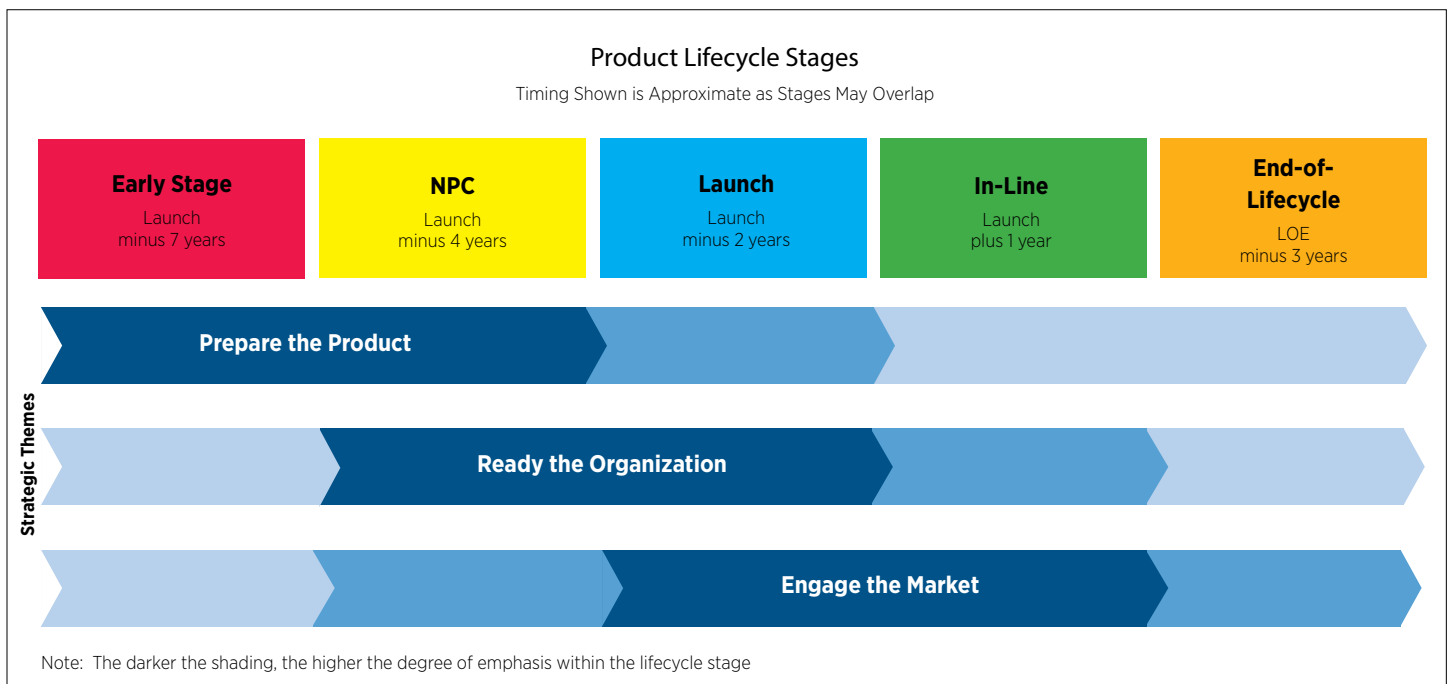 Product Lifecycle Stages
Timing Shown is Approximate as Stages May Overlap
Early Stage
Launch
minus 7 years
NPC
Launch
minus 4 years
Launch
Launch
minus 2 years
In-Line
Launch
plus 1 year
End-of-
Lifecycle
LOE
minus 3 years
Strategic Themes
Prepare the Product
Ready the Organization
Engage the Market
Note: The darker the shading, the higher the degree of emphasis within the lifecycle stage